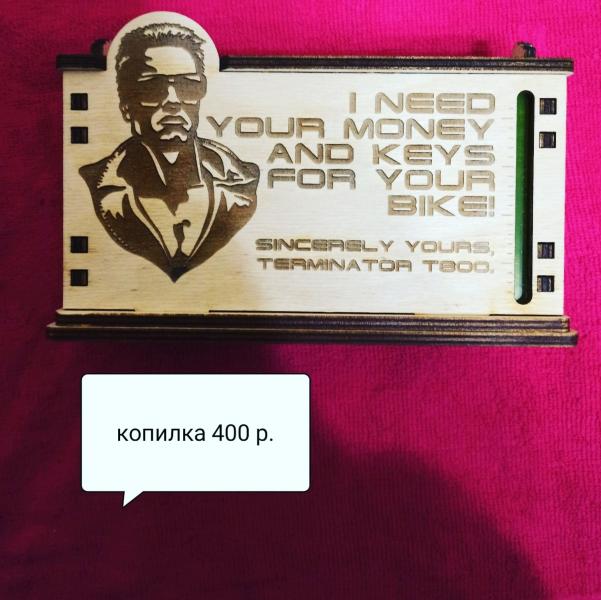 I NEED
YOUR MONEY
AND KEYS
FOR YOUR
BIKE!
SINCERELY YOURS,
TERMINATOR T800.
копилка 400 р.